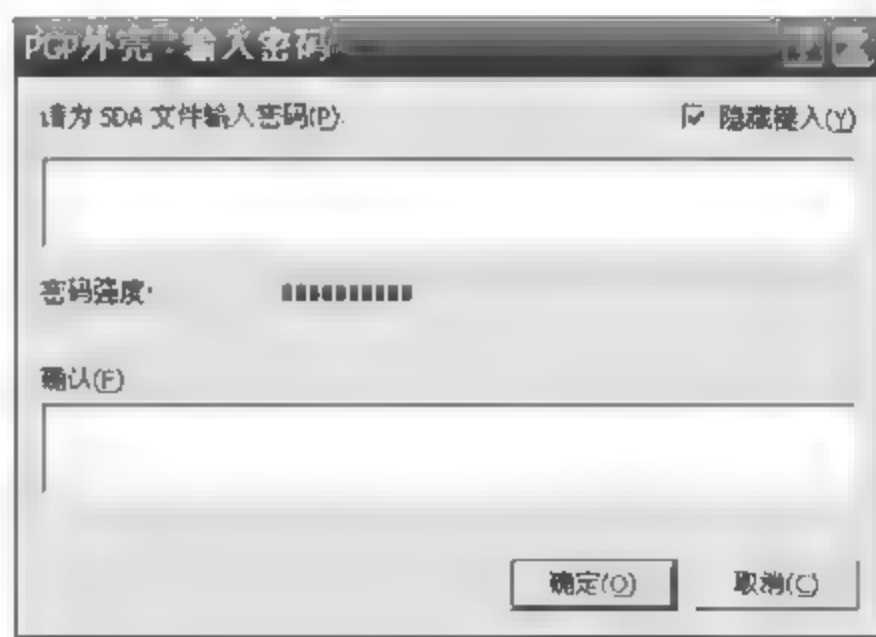 PGP外壳 - 输入密码
请为 SDA 文件输入密码(P)
隐藏键入(Y)
密码强度:
确认(F)
确定(O)
取消(C)